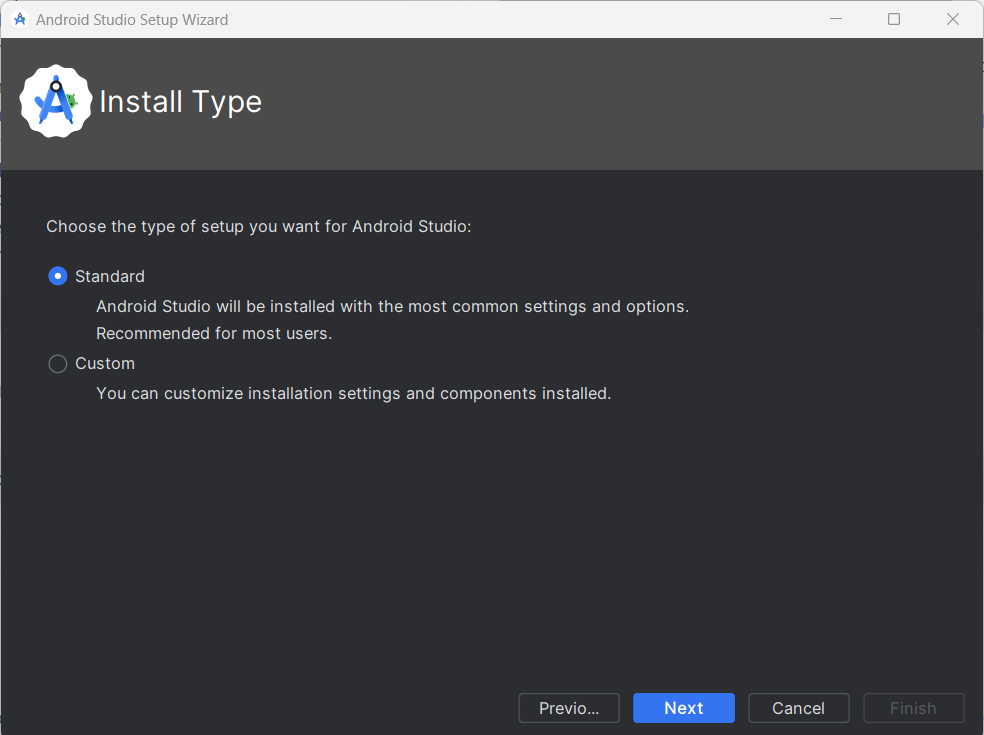 Android Studio Setup Wizard
Install Type
Choose the type of setup you want for Android Studio:
Standard
Android Studio will be installed with the most common settings and options.
Recommended for most users.
Custom
You can customize installation settings and components installed.
Previo... Next Cancel Finish